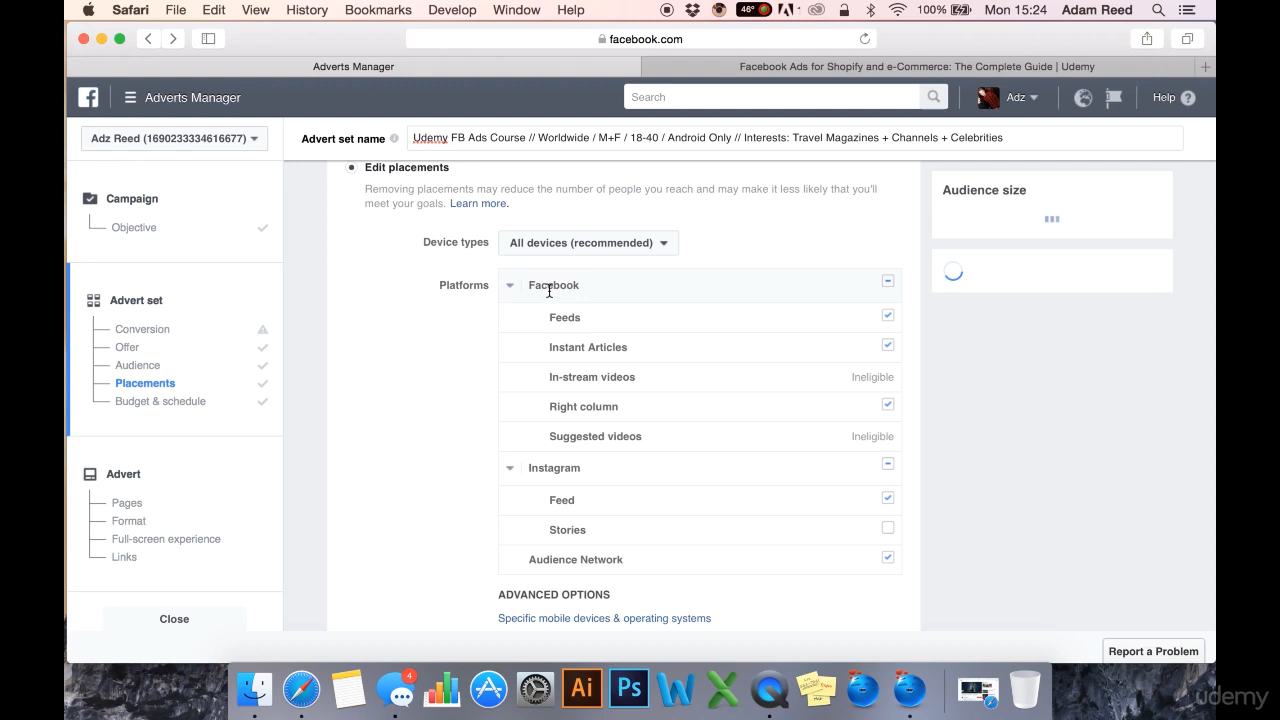 Safari File Edit View History Bookmarks Develop Window Help 46° 100% Mon 15:24 Adam Reed
facebook.com
Adverts Manager
Facebook Ads for Shopify and e-Commerce: The Complete Guide | Udemy
Adverts Manager
Search
Adz
Help
Adz Reed (1690233334616677)
Advert set name
Udemy FB Ads Course // Worldwide / M+F / 18-40 / Android Only // Interests: Travel Magazines + Channels + Celebrities
Campaign
Objective
Advert set
Conversion
Offer
Audience
Placements
Budget & schedule
Advert
Pages
Format
Full-screen experience
Links
Close
Edit placements
Removing placements may reduce the number of people you reach and may make it less likely that you'll
meet your goals. Learn more.
Device types
All devices (recommended)
Platforms
Facebook
Feeds
Instant Articles
In-stream videos Ineligible
Right column
Suggested videos Ineligible
Instagram
Feed
Stories
Audience Network
ADVANCED OPTIONS
Specific mobile devices & operating systems
Audience size
Report a Problem
4
Ai
Ps
W
X
udemy